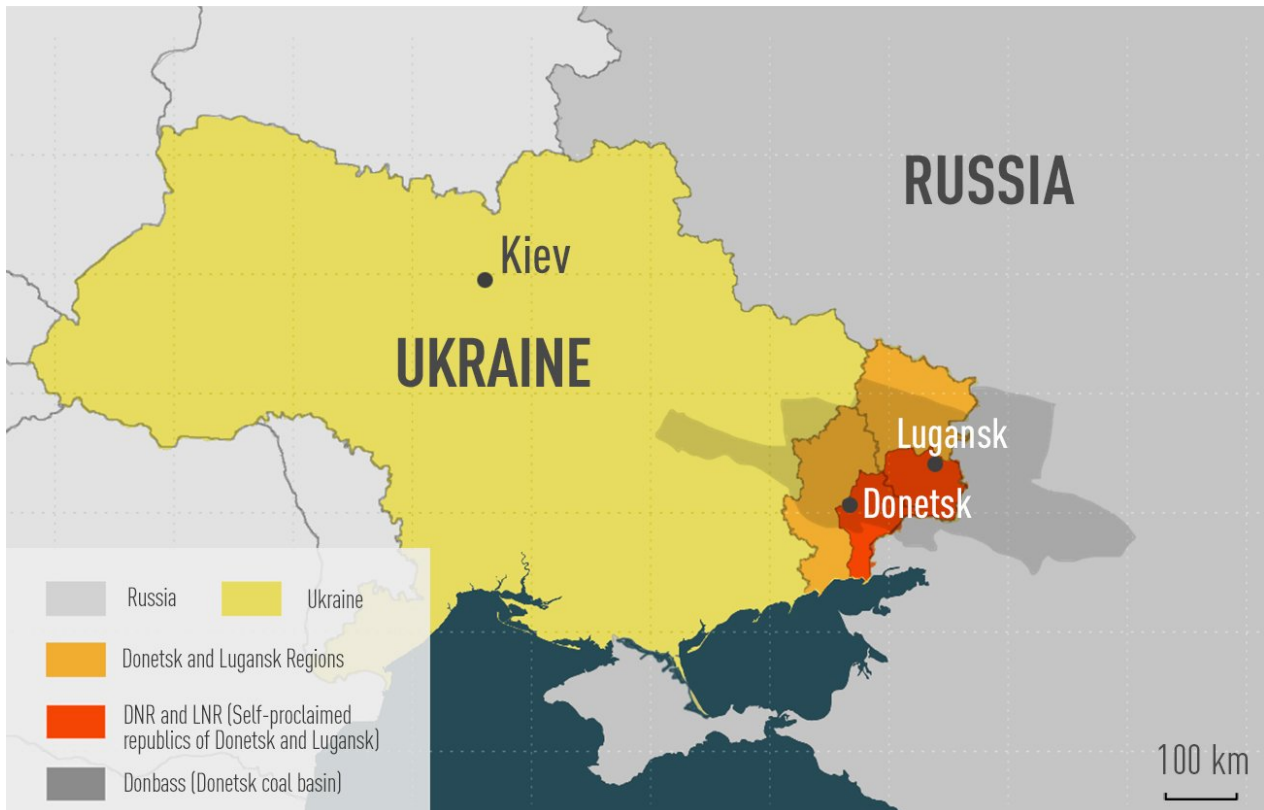 RUSSIA
Kiev
UKRAINE
Lugansk
Donetsk
Russia
Ukraine
Donetsk and Lugansk Regions
DNR and LNR (Self-proclaimed
republics of Donetsk and Lugansk)
Donbass (Donetsk coal basin)
100 km